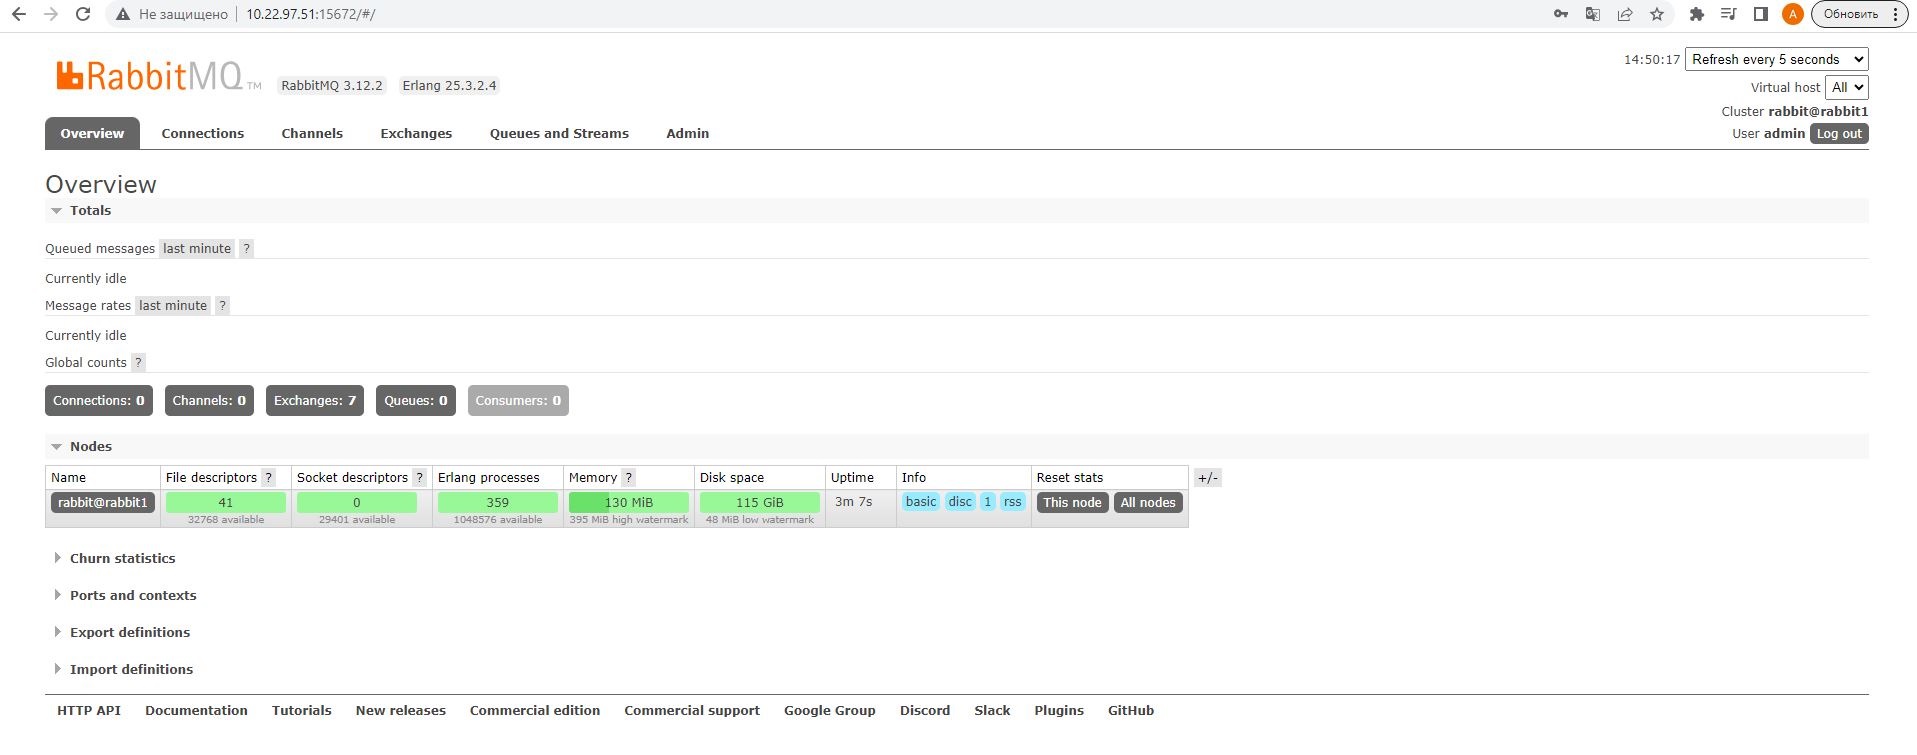 Не защищено 10.22.97.51:15672/#/ A Обновить
RabbitMQ TM RabbitMQ 3.12.2 Erlang 25.3.2.4
14:50:17 Refresh every 5 seconds
Virtual host All
Cluster rabbit@rabbit1
User admin Log out
Overview Connections Channels Exchanges Queues and Streams Admin
Overview
Totals
Queued messages last minute ?
Currently idle
Message rates last minute ?
Currently idle
Global counts ?
Connections: 0 Channels: 0 Exchanges: 7 Queues: 0 Consumers: 0
Nodes
Name File descriptors ? Socket descriptors ? Erlang processes Memory ? Disk space Uptime Info Reset stats +/-
rabbit@rabbit1 41 0 359 130 MiB 115 GiB 3m 7s basic disc 1 rss This node All nodes
32768 available 29401 available 1048576 available 395 MiB high watermark 48 MiB low watermark
Churn statistics
Ports and contexts
Export definitions
Import definitions
HTTP API Documentation Tutorials New releases Commercial edition Commercial support Google Group Discord Slack Plugins GitHub